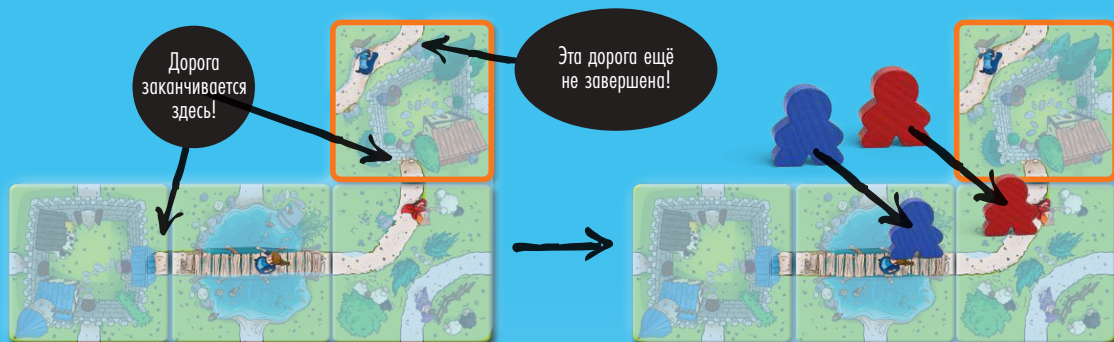 Дорога
заканчивается
здесь!
Эта дорога ещё
не завершена!